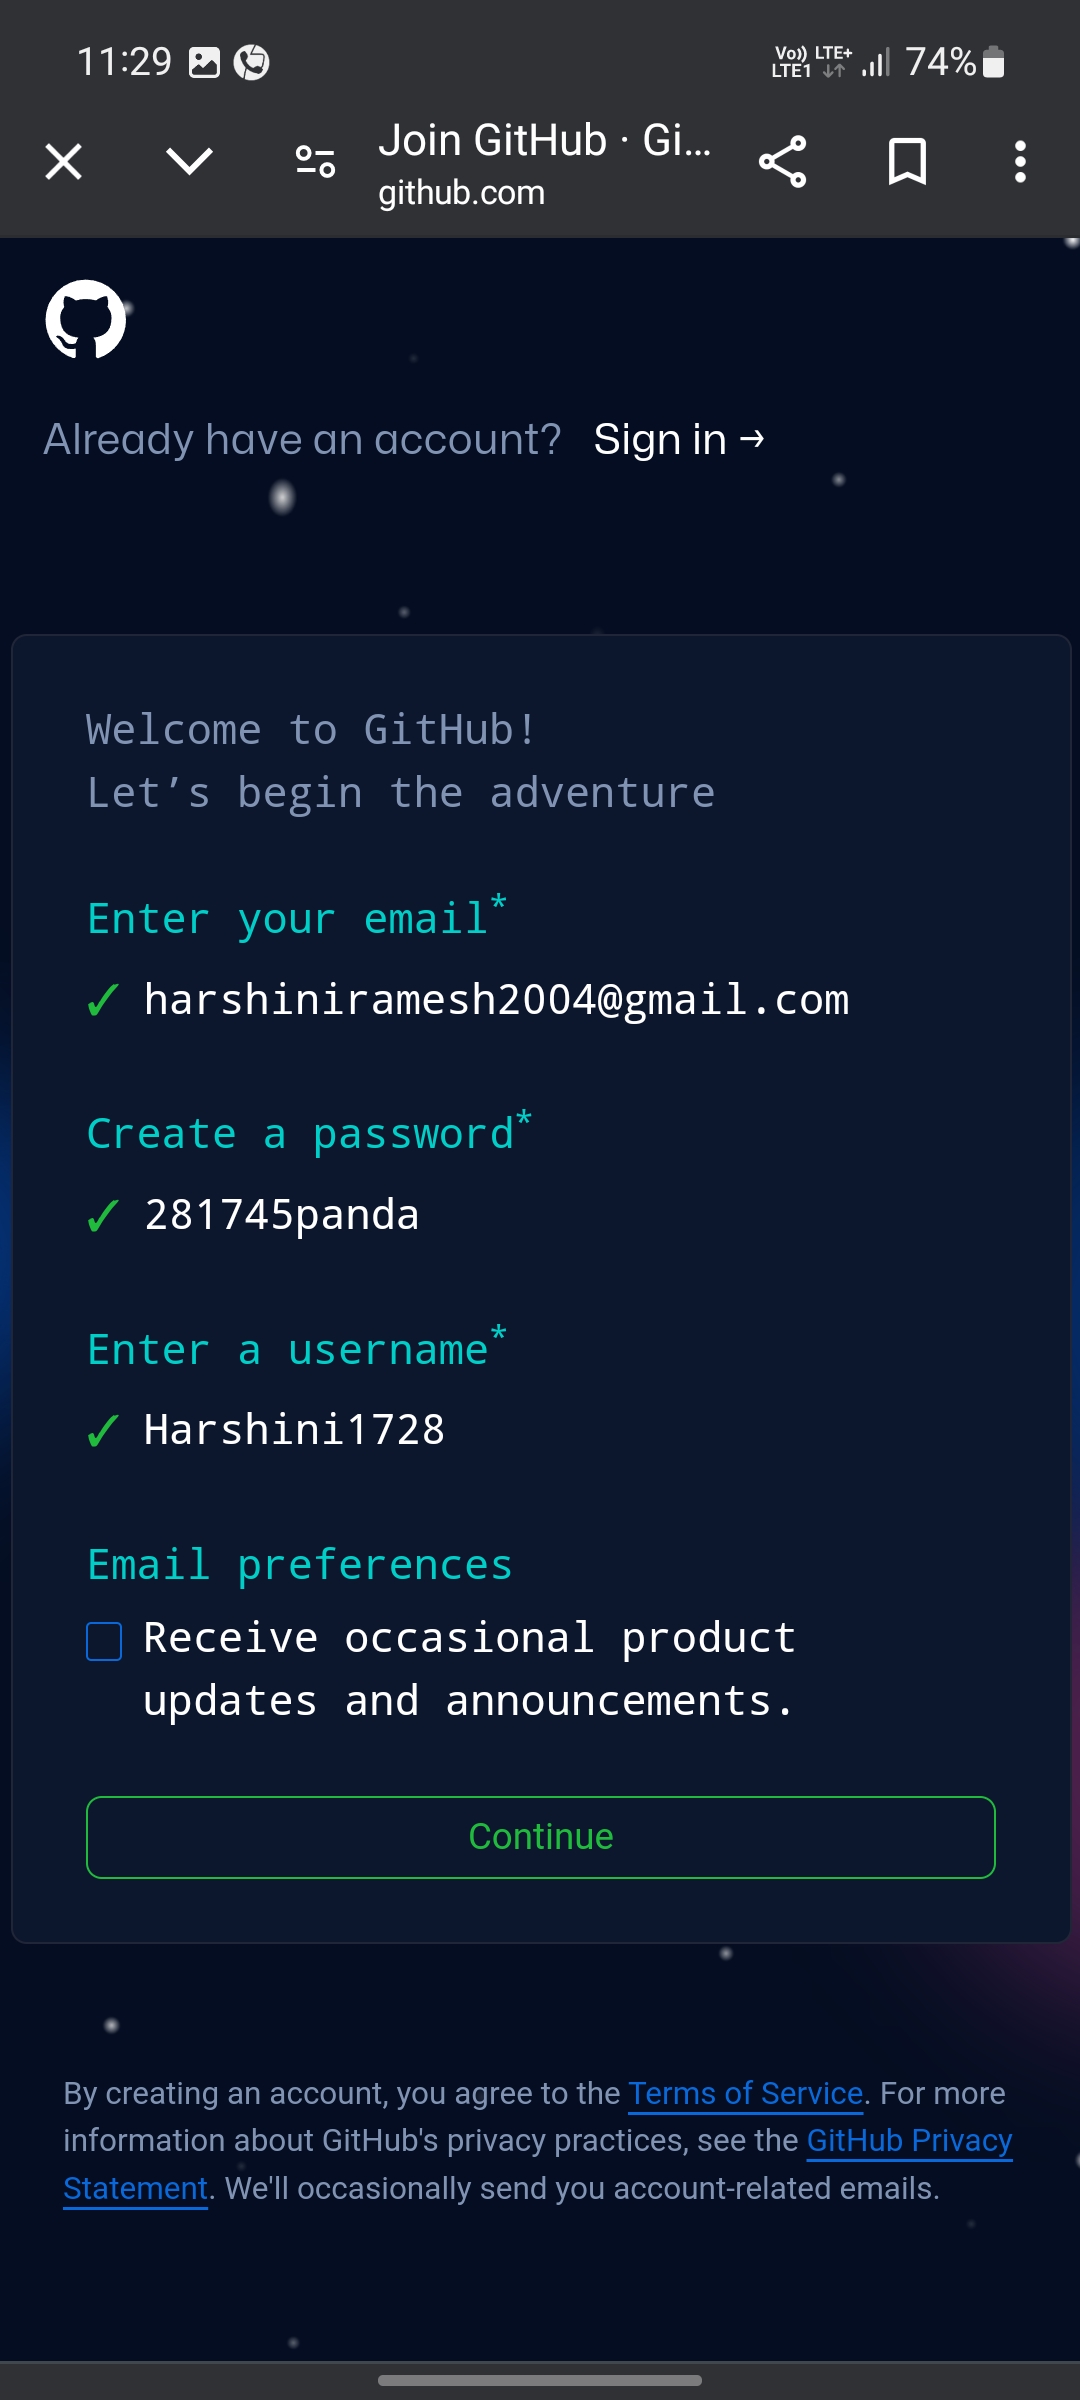 11:29 Vo)) LTE+ LTE1 74%
Join GitHub · Gi...
github.com
Already have an account? Sign in →
Welcome to GitHub!
Let’s begin the adventure
Enter your email*
✓ harshiniramesh2004@gmail.com
Create a password*
✓ 281745panda
Enter a username*
✓ Harshini1728
Email preferences
Receive occasional product
updates and announcements.
Continue
By creating an account, you agree to the Terms of Service. For more
information about GitHub's privacy practices, see the GitHub Privacy
Statement. We'll occasionally send you account-related emails.